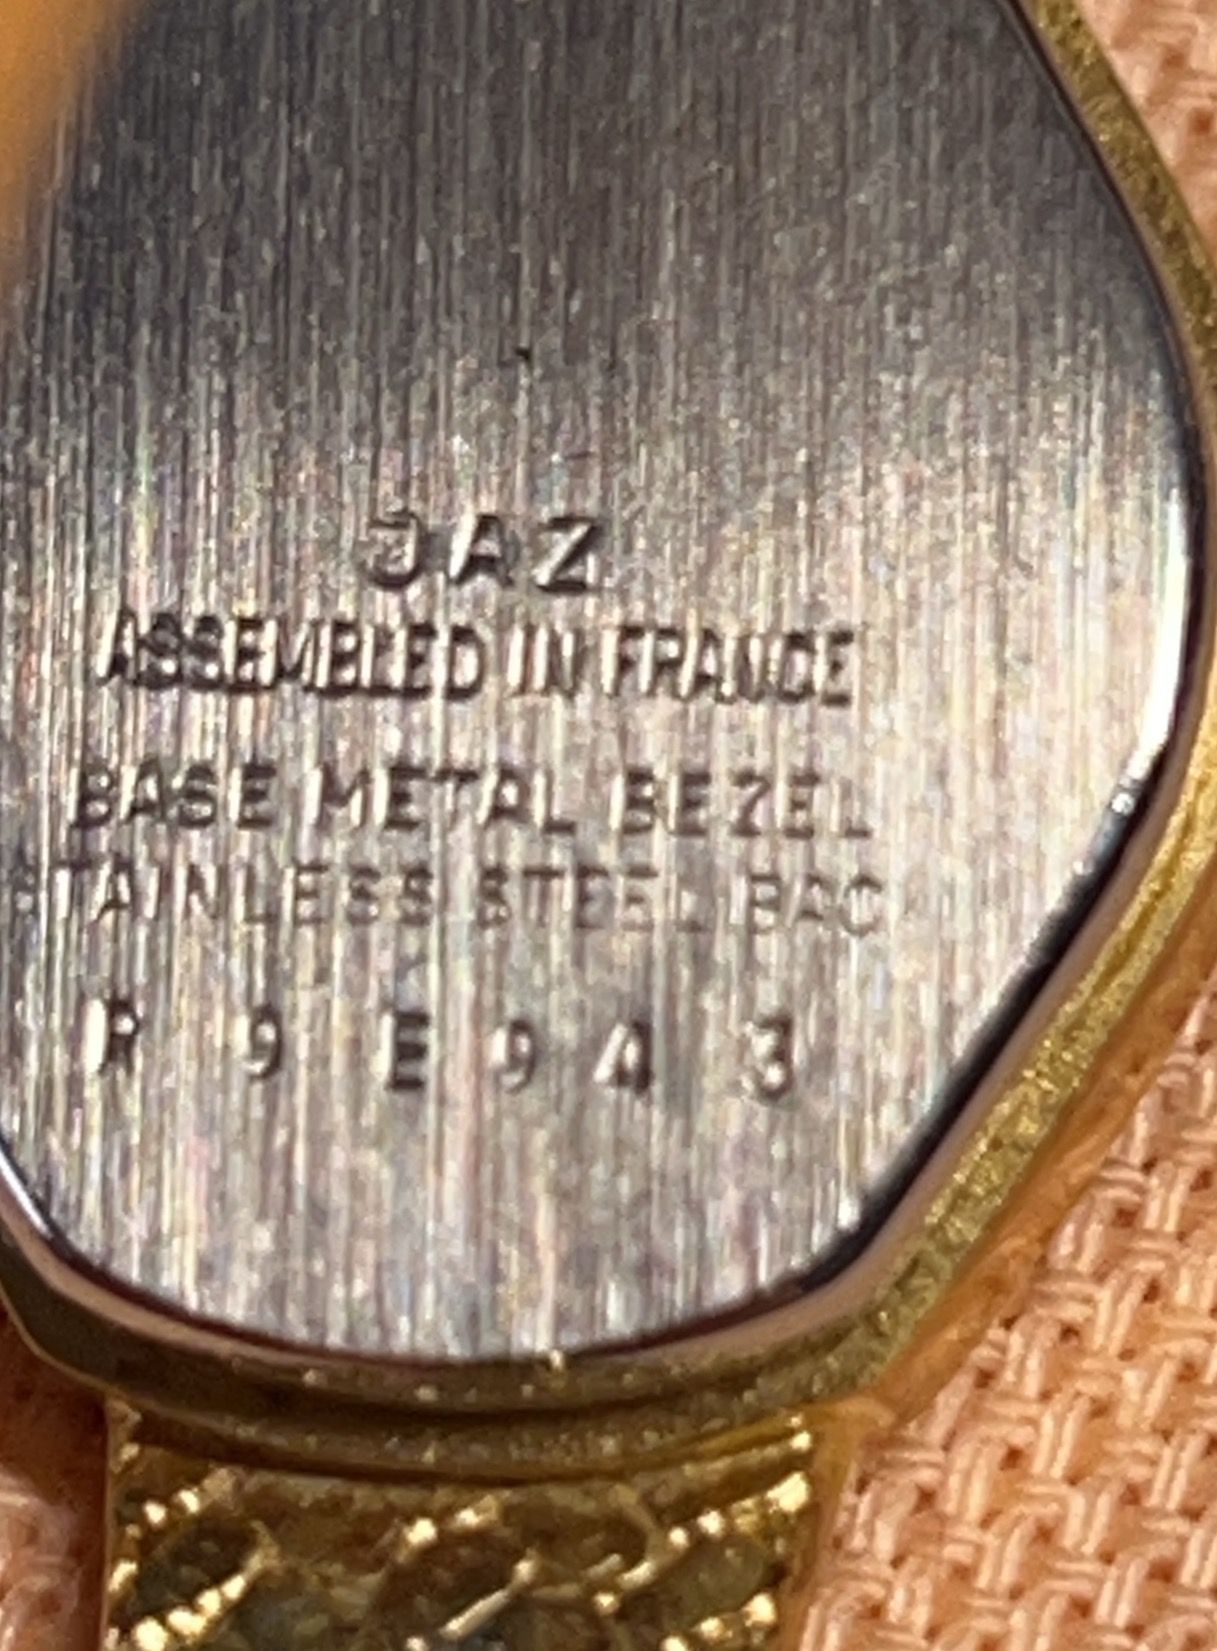 JAZ
ASSEMBLED IN FRANCE
BASE METAL BEZEL
STAINLESS STEEL BAC
R 9 E 9 4 3